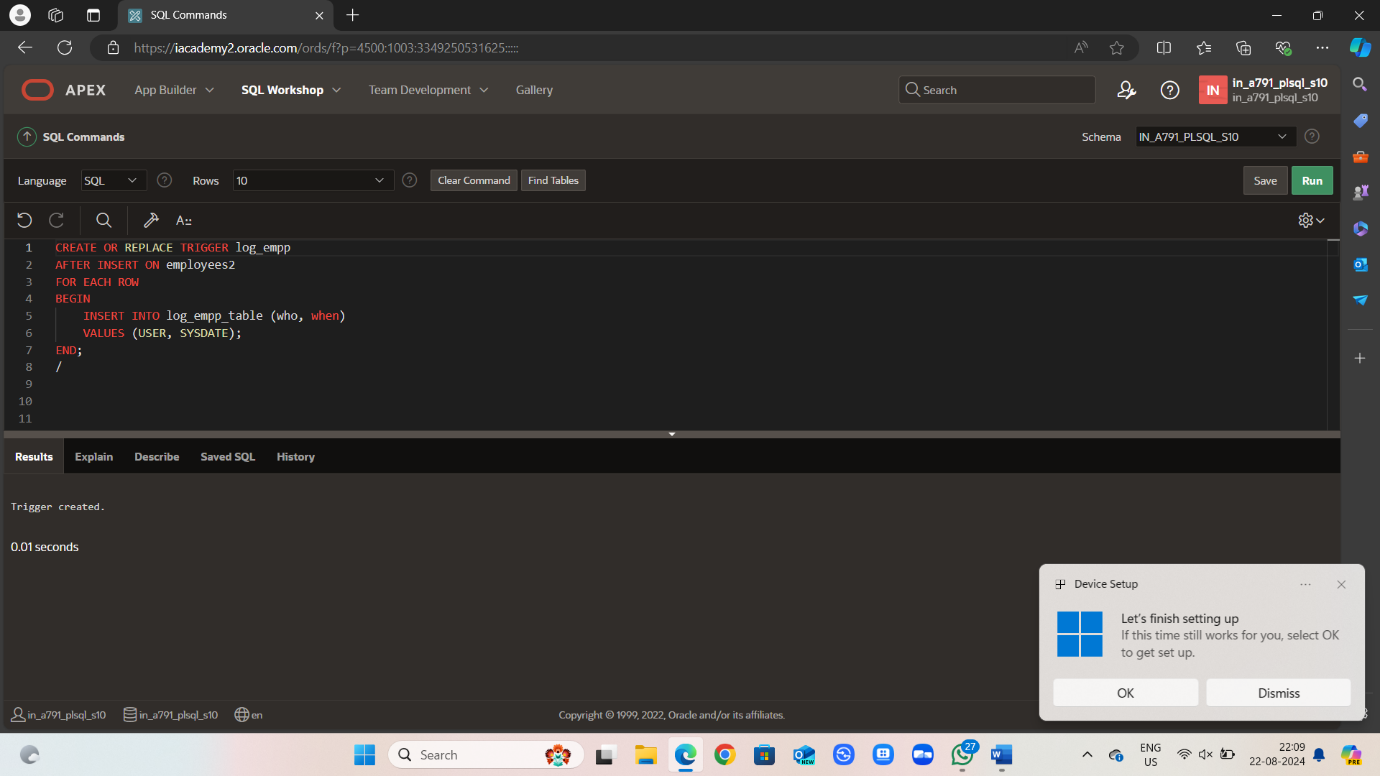 SQL Commands
https://iacademy2.oracle.com/ords/f?p=4500:1003:3349250531625:::::
APEX App Builder SQL Workshop Team Development Gallery Search IN in_a791_plsql_s10
in_a791_plsql_s10
SQL Commands Schema IN_A791_PLSQL_S10
Language SQL Rows 10 Clear Command Find Tables Save Run
A::
1 CREATE OR REPLACE TRIGGER log_empp
2 AFTER INSERT ON employees2
3 FOR EACH ROW
4 BEGIN
5 INSERT INTO log_empp_table (who, when)
6 VALUES (USER, SYSDATE);
7 END;
8 /
9
10
11
Results Explain Describe Saved SQL History
Trigger created.
0.01 seconds
Device Setup
Let's finish setting up
If this time still works for you, select OK
to get set up.
OK Dismiss
in_a791_plsql_s10 in_a791_plsql_s10 en Copyright © 1999, 2022, Oracle and/or its affiliates.
Search NEW 27 ENG
US 22:09
22-08-2024 PRE